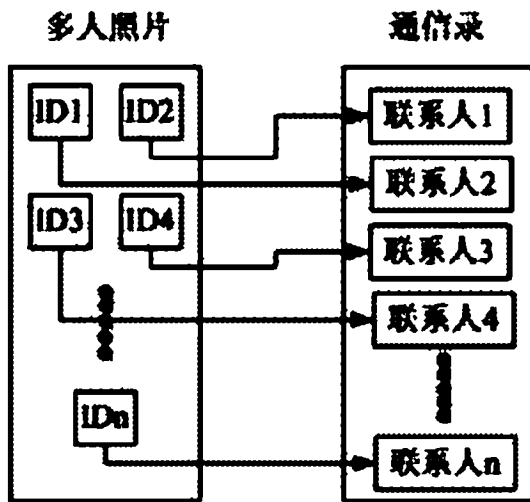 多人照片
通信录
ID1
ID2
联系人1
联系人2
ID3
ID4
联系人3
联系人4
IDn
联系人n